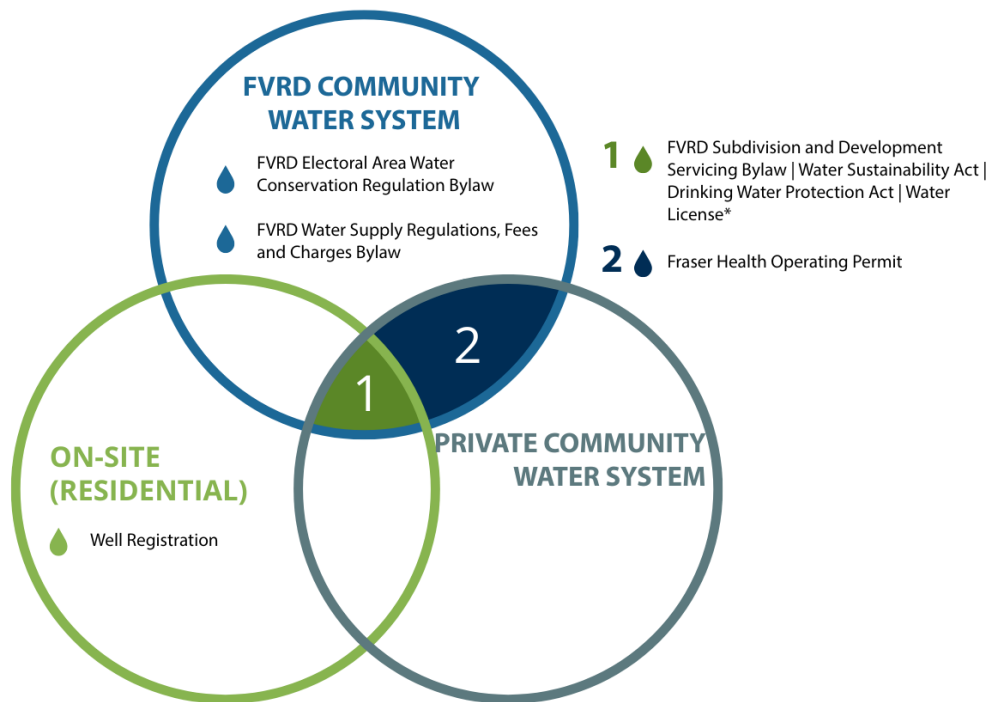 FVRD COMMUNITY
WATER SYSTEM
FVRD Electoral Area Water
Conservation Regulation Bylaw
FVRD Water Supply Regulations, Fees
and Charges Bylaw
1
FVRD Subdivision and Development
Servicing Bylaw | Water Sustainability Act |
Drinking Water Protection Act | Water
License*
2
Fraser Health Operating Permit
2
1
ON-SITE
(RESIDENTIAL)
Well Registration
PRIVATE COMMUNITY
WATER SYSTEM